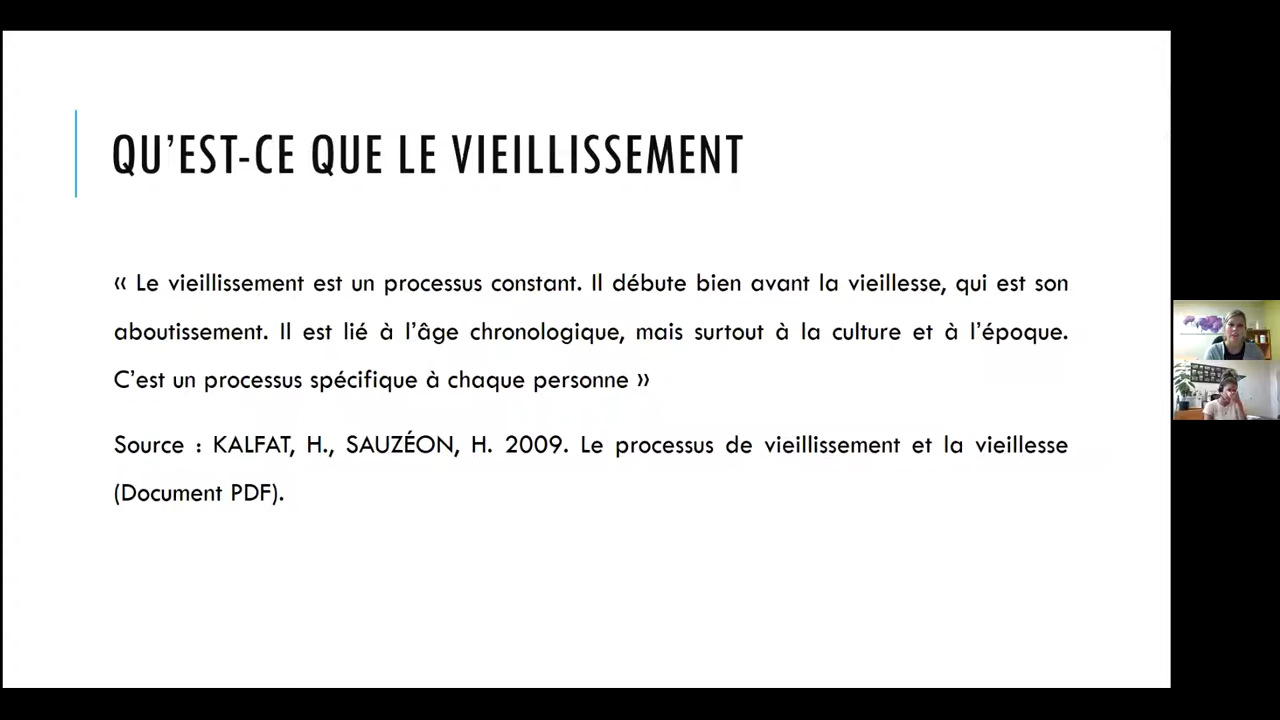 QU’EST-CE QUE LE VIEILLISSEMENT
« Le vieillissement est un processus constant. Il débute bien avant la vieillesse, qui est son
aboutissement. Il est lié à l’âge chronologique, mais surtout à la culture et à l’époque.
C’est un processus spécifique à chaque personne »
Source : KALFAT, H., SAUZÉON, H. 2009. Le processus de vieillissement et la vieillesse
(Document PDF).